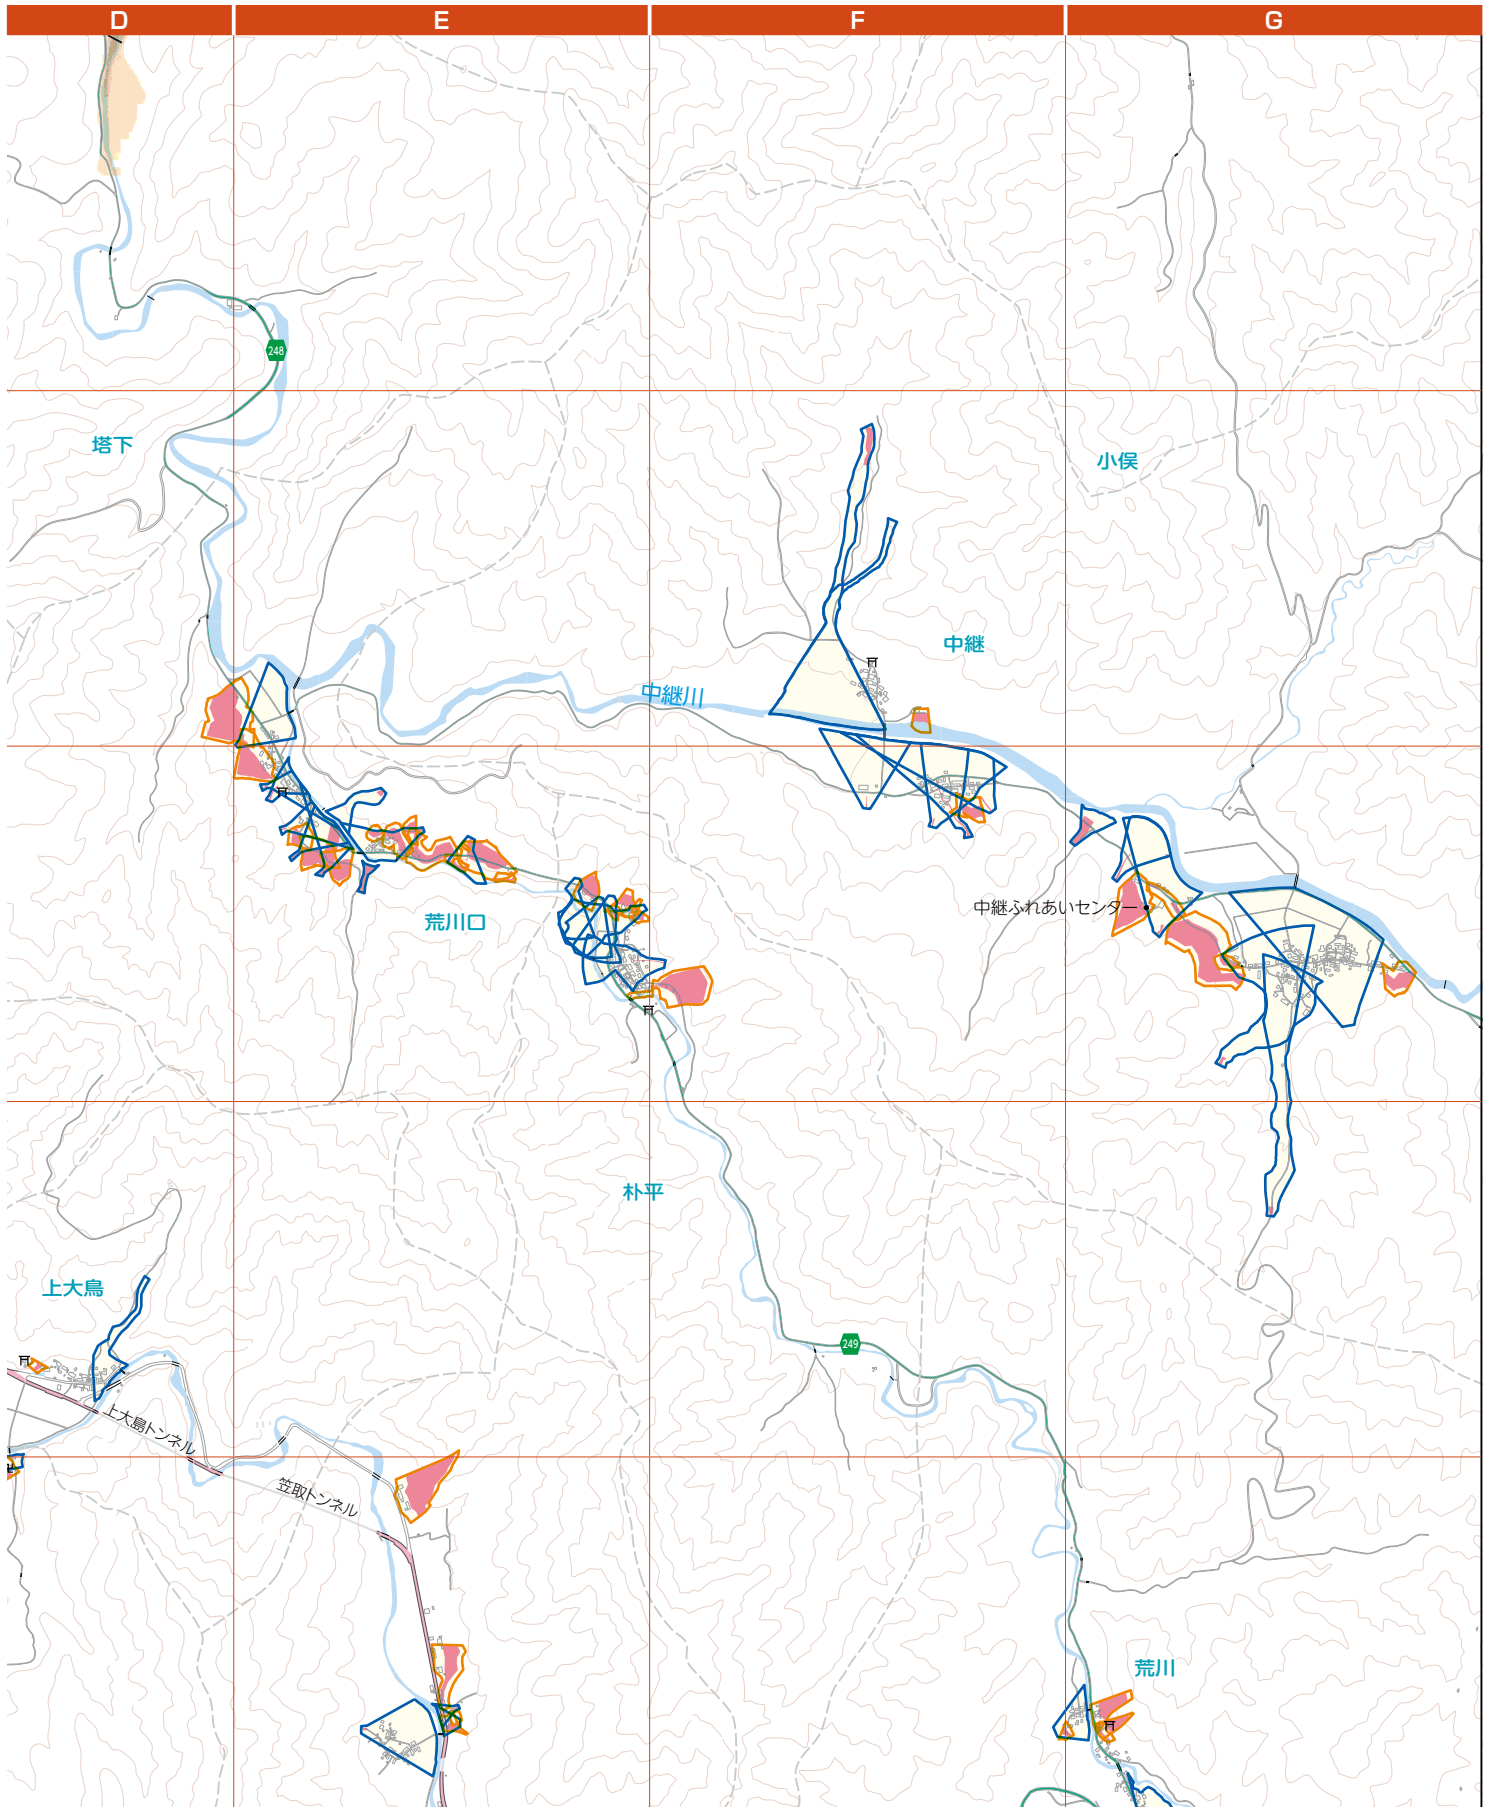 D E F G
248
塔下
小俣
中継
中継川
中継ふれあいセンター
荒川口
朴平
上大鳥
249
上大鳥トンネル
笠取トンネル
荒川